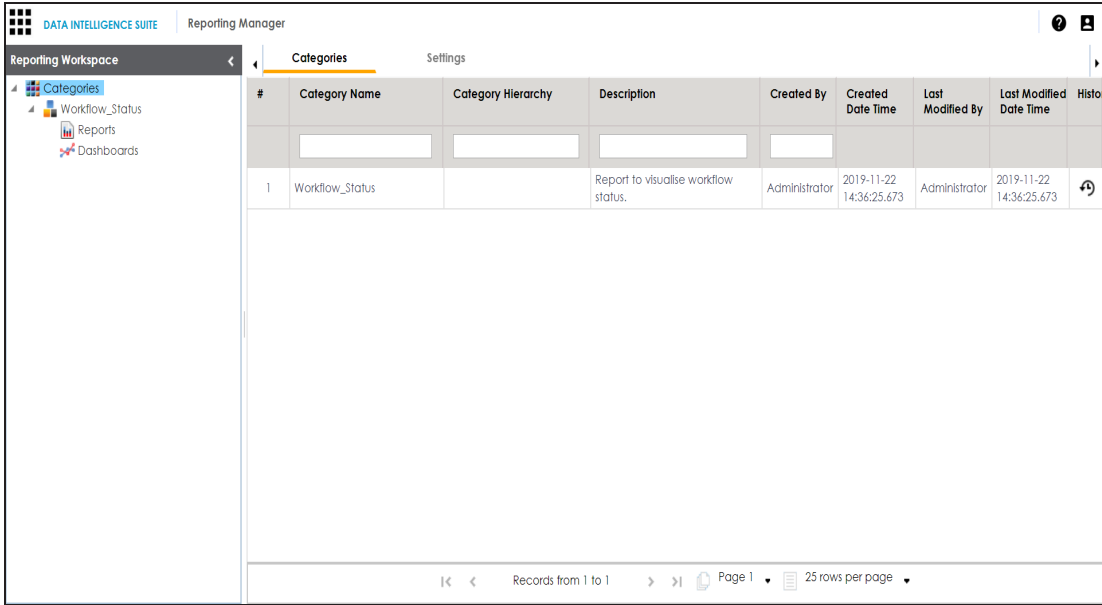 DATA INTELLIGENCE SUITE Reporting Manager
Reporting Workspace
Categories
Workflow_Status
Reports
Dashboards
Categories Settings
# Category Name Category Hierarchy Description Created By Created Date Time Last Modified By Last Modified Date Time Histo
1 Workflow_Status Report to visualise workflow status. Administrator 2019-11-22 14:36:25.673 Administrator 2019-11-22 14:36:25.673
Records from 1 to 1 Page 1 25 rows per page